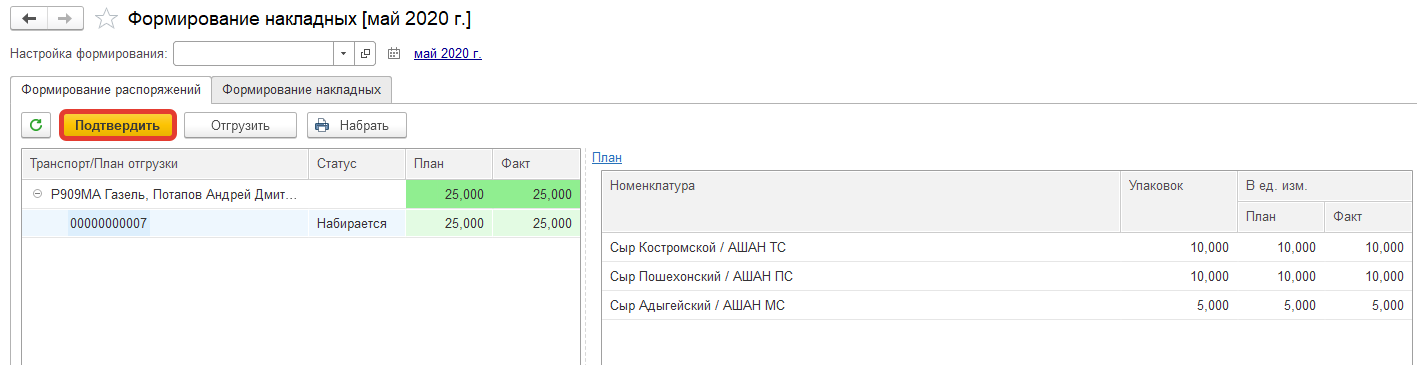 Формирование накладных [май 2020 г.]
Настройка формирования: май 2020 г.
Формирование распоряжений Формирование накладных
Подтвердить Отгрузить Набрать
План
Транспорт/План отгрузки Статус План Факт
Р909МА Газель, Потапов Андрей Дмит... 25,000 25,000
00000000007 Набирается 25,000 25,000
Номенклатура Упаковок В ед. изм.
План Факт
Сыр Костромской / АШАН ТС 10,000 10,000 10,000
Сыр Пошехонский / АШАН ПС 10,000 10,000 10,000
Сыр Адыгейский / АШАН МС 5,000 5,000 5,000